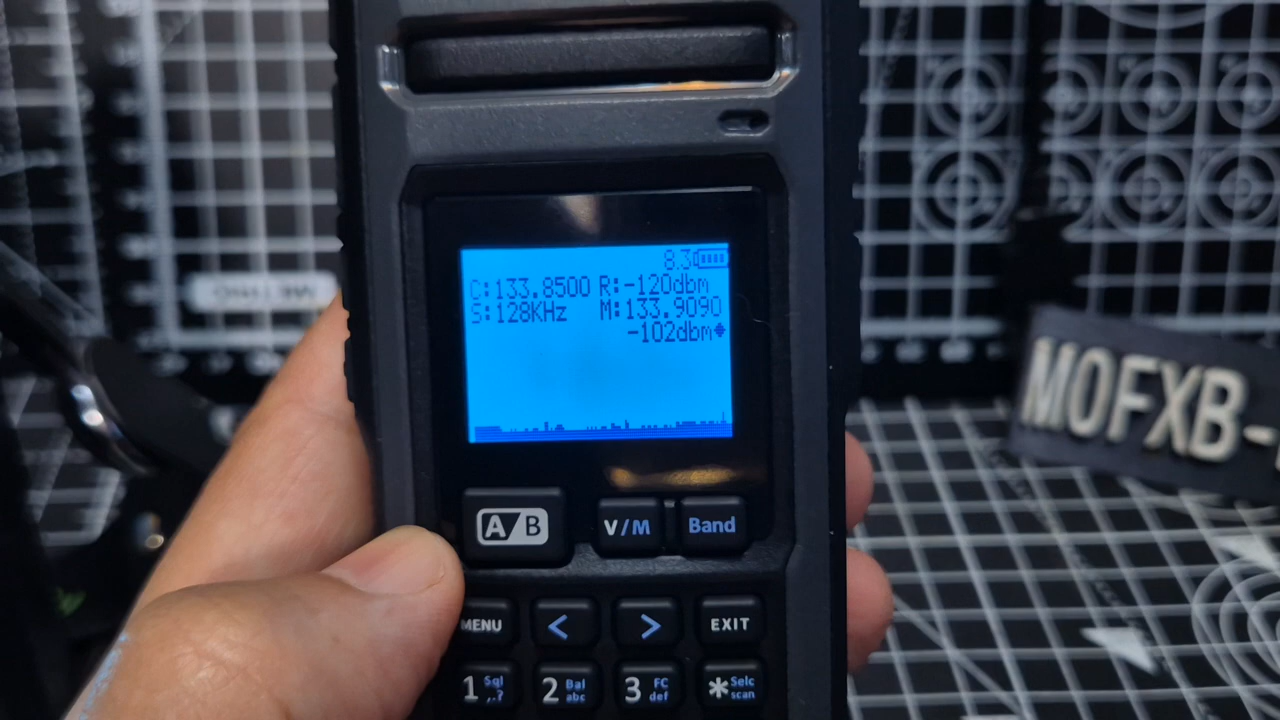 8.3
C:133.8500 R:-120dbm
S:128KHz M:133.9090
-102dbm
A/B
V/M
Band
MENU
<
>
EXIT
1 Sql ,.?
2 Bal abc
3 FC def
* Selc scan
M0FXB-